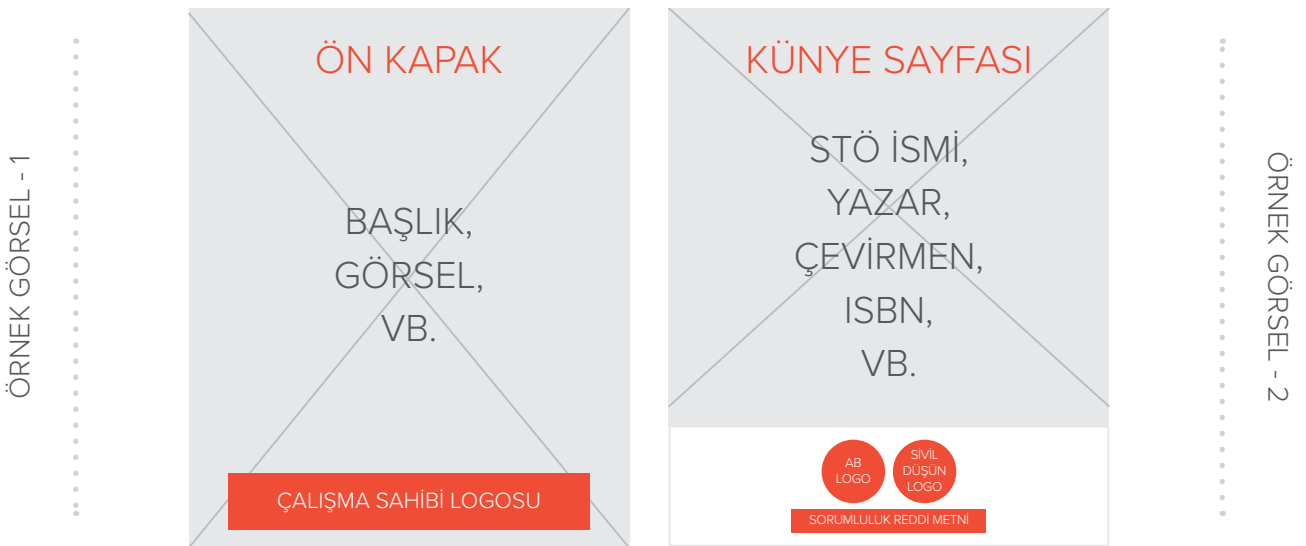 ÖRNEK GÖRSEL - 1
ÖN KAPAK
BAŞLIK,
GÖRSEL,
VB.
ÇALIŞMA SAHİBİ LOGOSU
KÜNYE SAYFASI
STÖ İSMİ,
YAZAR,
ÇEVİRMEN,
ISBN,
VB.
AB
LOGO
SİVİL
DÜŞÜN
LOGO
SORUMLULUK REDDİ METNİ
ÖRNEK GÖRSEL - 2